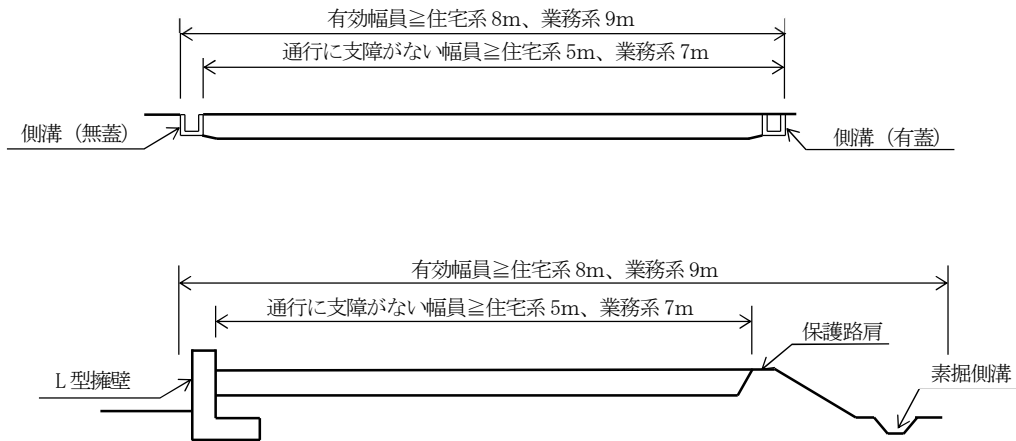 有効幅員≧住宅系 8m、業務系 9m
通行に支障がない幅員≧住宅系 5m、業務系 7m
側溝（無蓋）
側溝（有蓋）
有効幅員≧住宅系 8m、業務系 9m
通行に支障がない幅員≧住宅系 5m、業務系 7m
保護路肩
L 型擁壁
素掘側溝